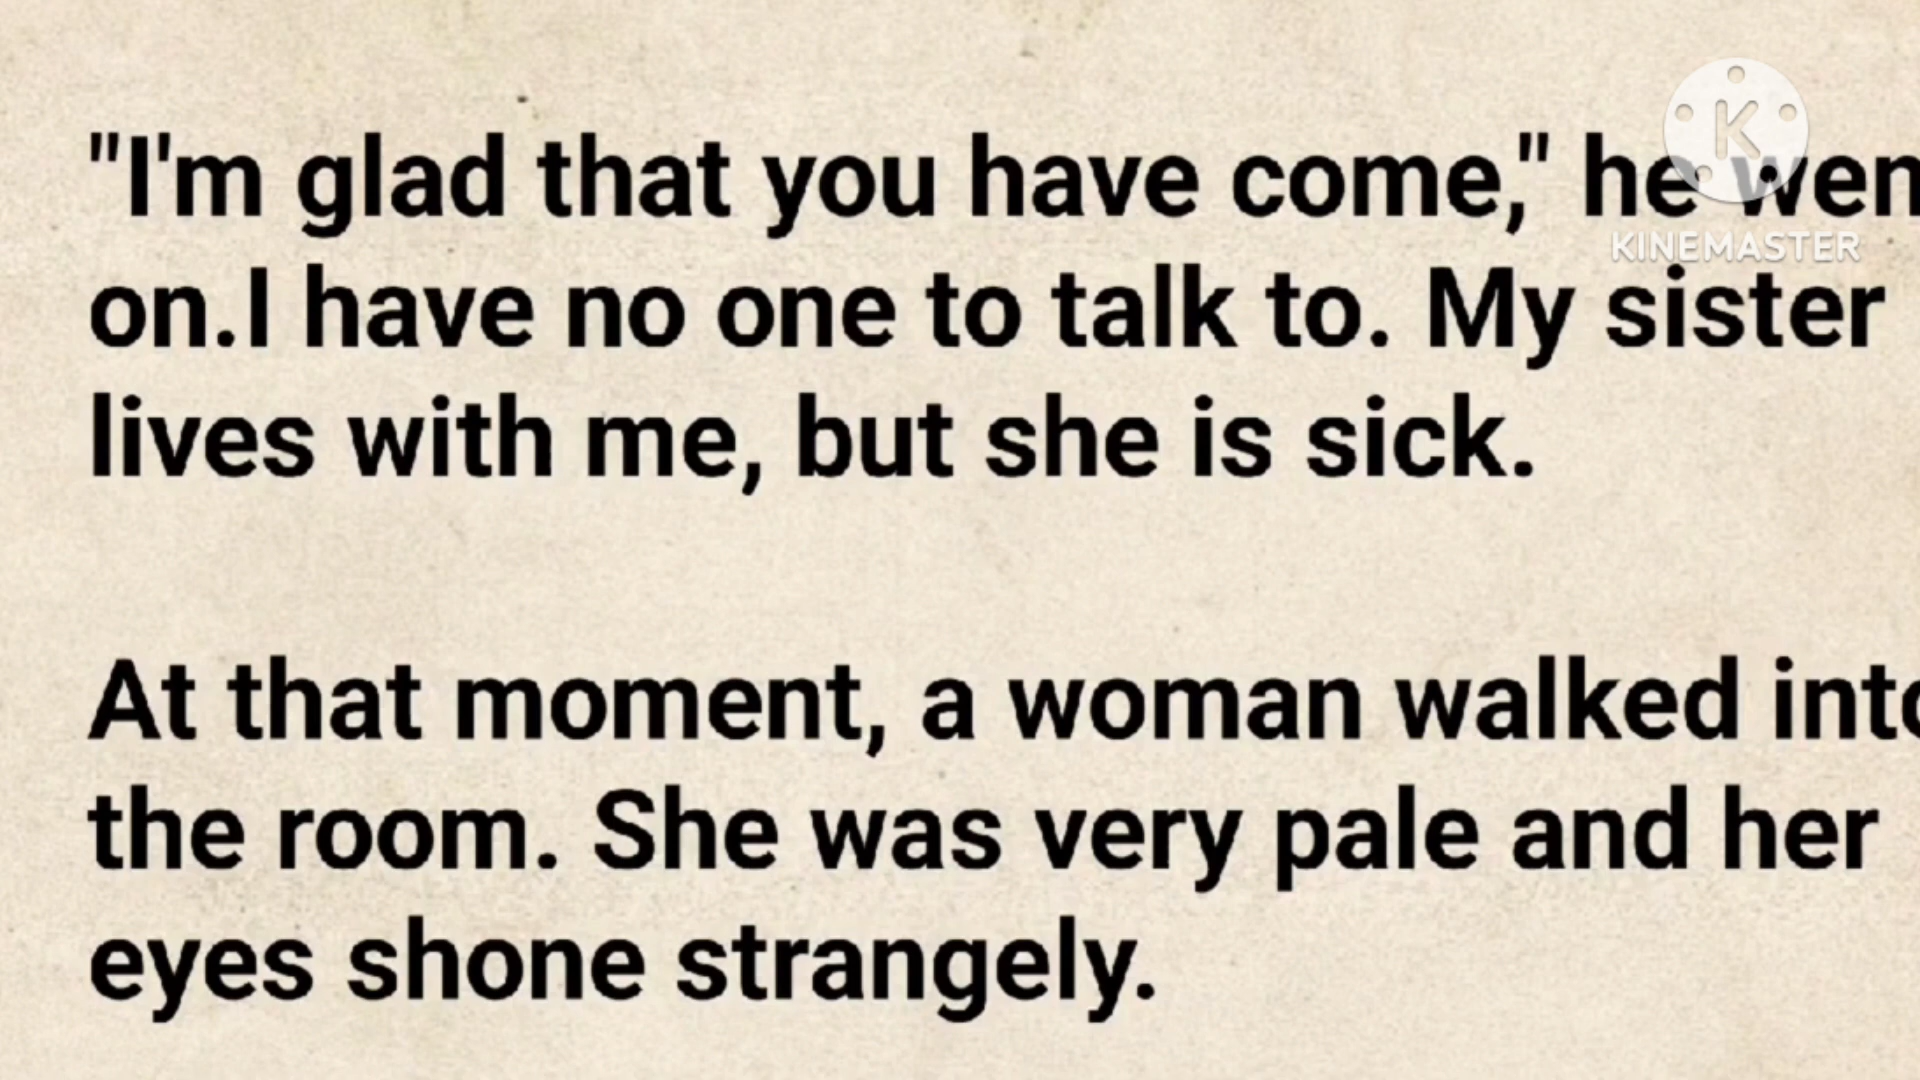 "I'm glad that you have come," he wen
on.I have no one to talk to. My sister
lives with me, but she is sick.
At that moment, a woman walked into
the room. She was very pale and her
eyes shone strangely.
K
KINEMASTER